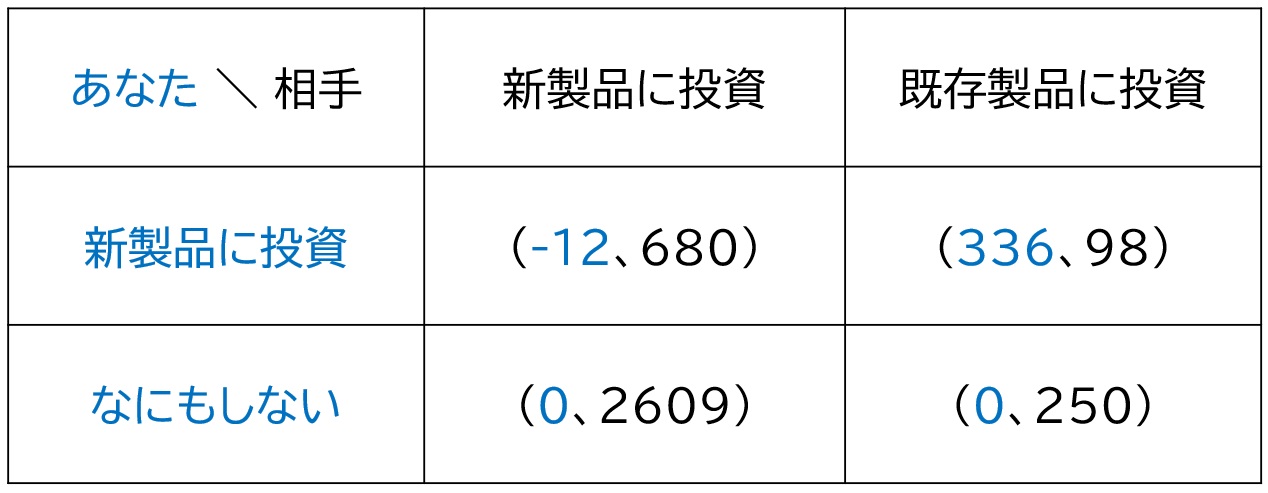 あなた ＼ 相手 新製品に投資 既存製品に投資
新製品に投資 （-12、680） （336、98）
なにもしない （0、2609） （0、250）